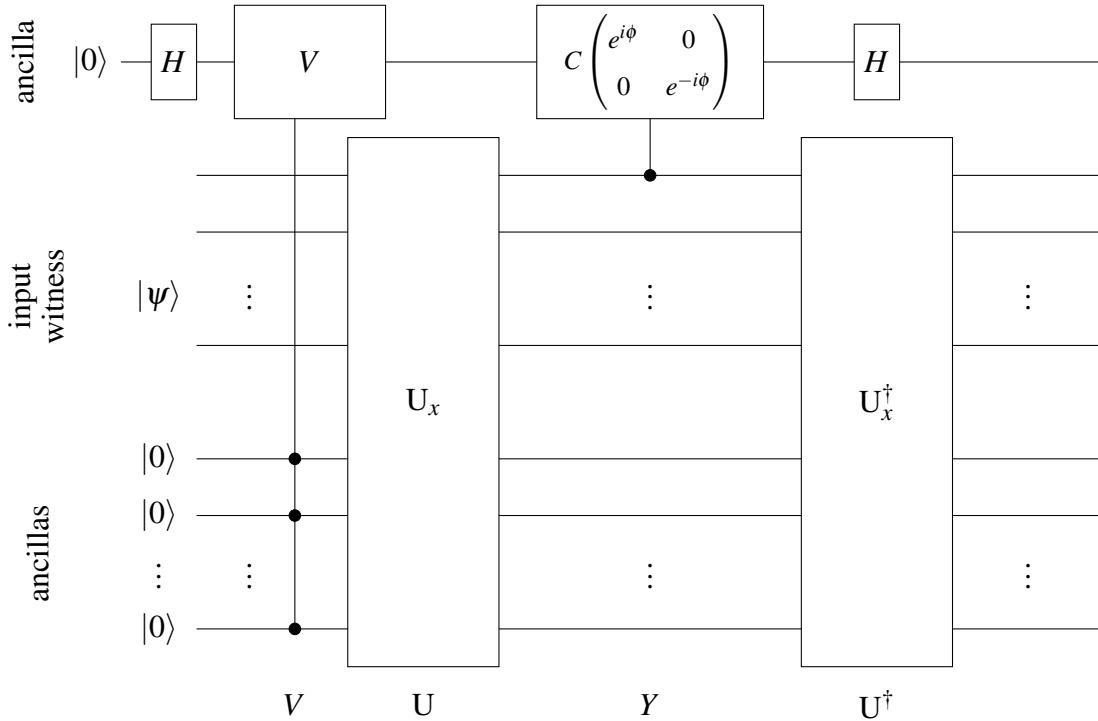 ancilla
|0⟩ H V C ( e^{iϕ} 0 H
0 e^{-iϕ} )
input
witness
|ψ⟩ ⋮ ⋮ ⋮
U_x U_x^†
ancillas
|0⟩
|0⟩
⋮ ⋮ ⋮ ⋮
|0⟩
V U Y U^†